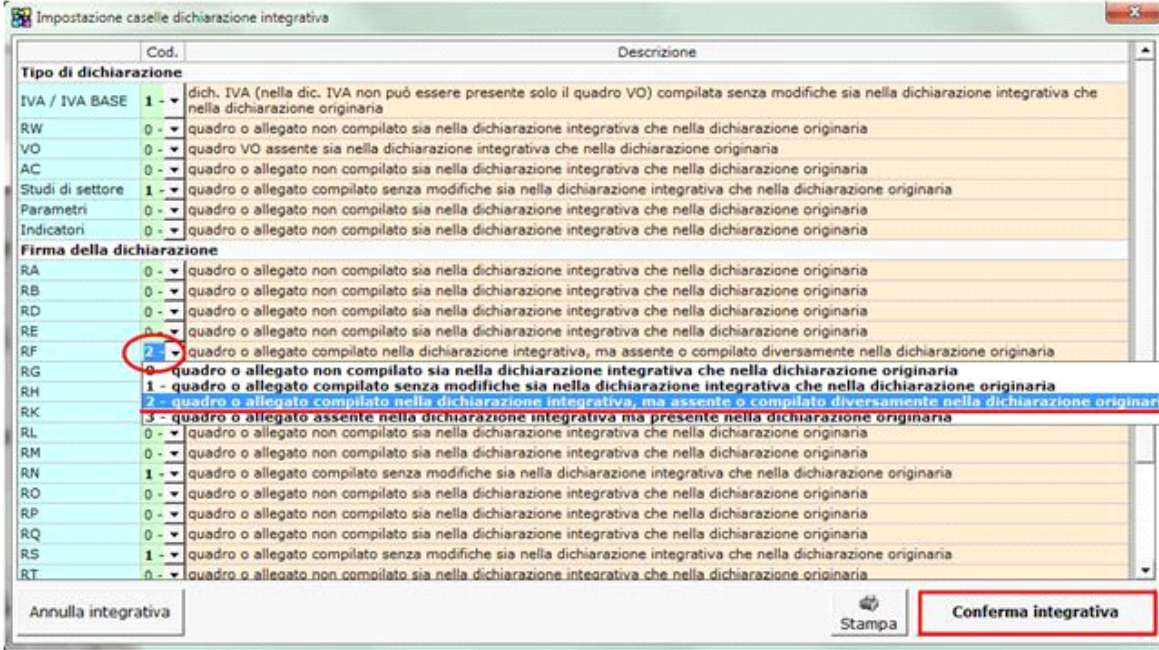 Impostazione caselle dichiarazione integrativa
Cod. Descrizione
Tipo di dichiarazione
IVA / IVA BASE 1 - dich. IVA (nella dic. IVA non può essere presente solo il quadro VO) compilata senza modifiche sia nella dichiarazione integrativa che
nella dichiarazione originaria
RW 0 - quadro o allegato non compilato sia nella dichiarazione integrativa che nella dichiarazione originaria
VO 0 - quadro VO assente sia nella dichiarazione integrativa che nella dichiarazione originaria
AC 0 - quadro o allegato non compilato sia nella dichiarazione integrativa che nella dichiarazione originaria
Studi di settore 1 - quadro o allegato compilato senza modifiche sia nella dichiarazione integrativa che nella dichiarazione originaria
Parametri 0 - quadro o allegato non compilato sia nella dichiarazione integrativa che nella dichiarazione originaria
Indicatori 0 - quadro o allegato non compilato sia nella dichiarazione integrativa che nella dichiarazione originaria
Firma della dichiarazione
RA 0 - quadro o allegato non compilato sia nella dichiarazione integrativa che nella dichiarazione originaria
RB 0 - quadro o allegato non compilato sia nella dichiarazione integrativa che nella dichiarazione originaria
RD 0 - quadro o allegato non compilato sia nella dichiarazione integrativa che nella dichiarazione originaria
RE 0 - quadro o allegato non compilato sia nella dichiarazione integrativa che nella dichiarazione originaria
RF 2 - quadro o allegato compilato nella dichiarazione integrativa, ma assente o compilato diversamente nella dichiarazione originaria
RG 0 - quadro o allegato non compilato sia nella dichiarazione integrativa che nella dichiarazione originaria
RH 1 - quadro o allegato compilato senza modifiche sia nella dichiarazione integrativa che nella dichiarazione originaria
2 - quadro o allegato compilato nella dichiarazione integrativa, ma assente o compilato diversamente nella dichiarazione originari
RK 3 - quadro o allegato assente nella dichiarazione integrativa ma presente nella dichiarazione originaria
RL 0 - quadro o allegato non compilato sia nella dichiarazione integrativa che nella dichiarazione originaria
RM 0 - quadro o allegato non compilato sia nella dichiarazione integrativa che nella dichiarazione originaria
RN 1 - quadro o allegato compilato senza modifiche sia nella dichiarazione integrativa che nella dichiarazione originaria
RO 0 - quadro o allegato non compilato sia nella dichiarazione integrativa che nella dichiarazione originaria
RP 0 - quadro o allegato non compilato sia nella dichiarazione integrativa che nella dichiarazione originaria
RQ 0 - quadro o allegato non compilato sia nella dichiarazione integrativa che nella dichiarazione originaria
RS 1 - quadro o allegato compilato senza modifiche sia nella dichiarazione integrativa che nella dichiarazione originaria
RT 0 - quadro o allegato non compilato sia nella dichiarazione integrativa che nella dichiarazione originaria
Annulla integrativa Stampa Conferma integrativa